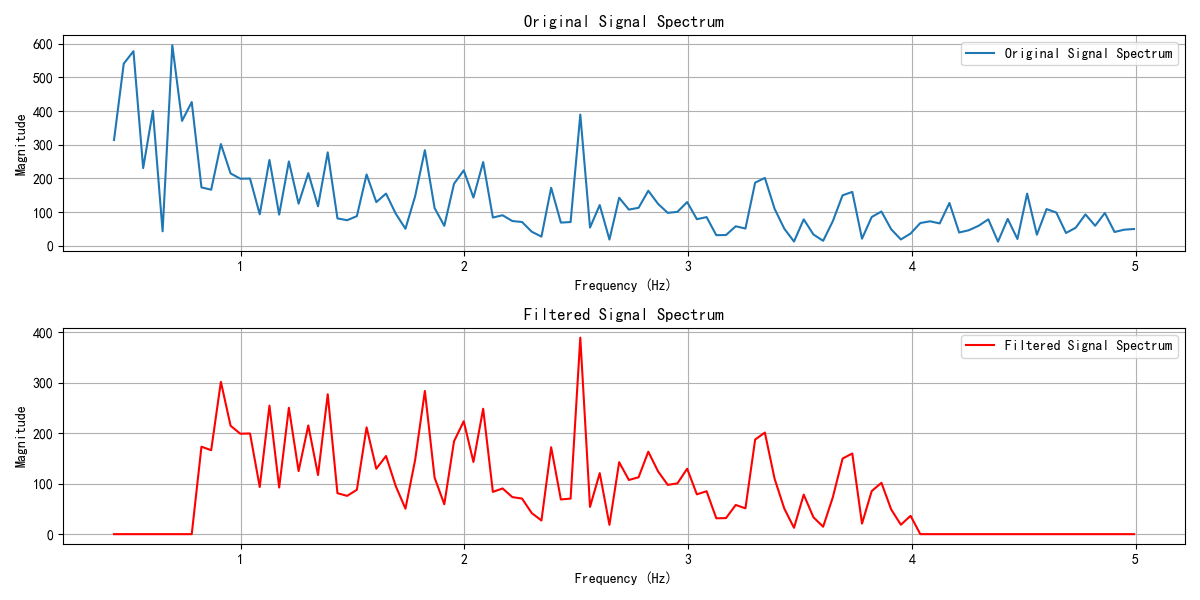 Original Signal Spectrum
Original Signal Spectrum
Magnitude
600
500
400
300
200
100
0
1
2
3
4
5
Frequency (Hz)
Filtered Signal Spectrum
Filtered Signal Spectrum
Magnitude
400
300
200
100
0
1
2
3
4
5
Frequency (Hz)